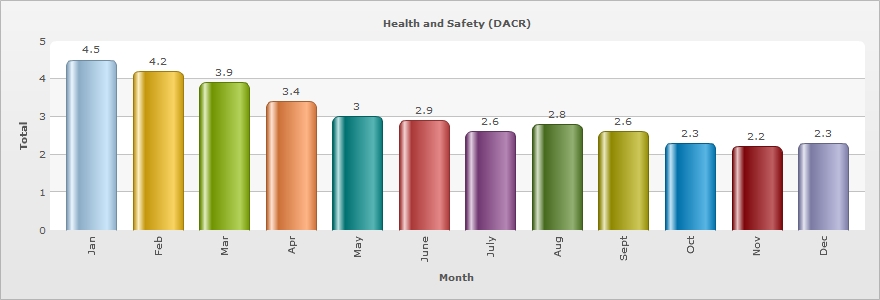 Health and Safety (DACR)
5
4
3
2
1
0
Total
4.5
4.2
3.9
3.4
3
2.9
2.6
2.8
2.6
2.3
2.2
2.3
Jan
Feb
Mar
Apr
May
June
July
Aug
Sept
Oct
Nov
Dec
Month